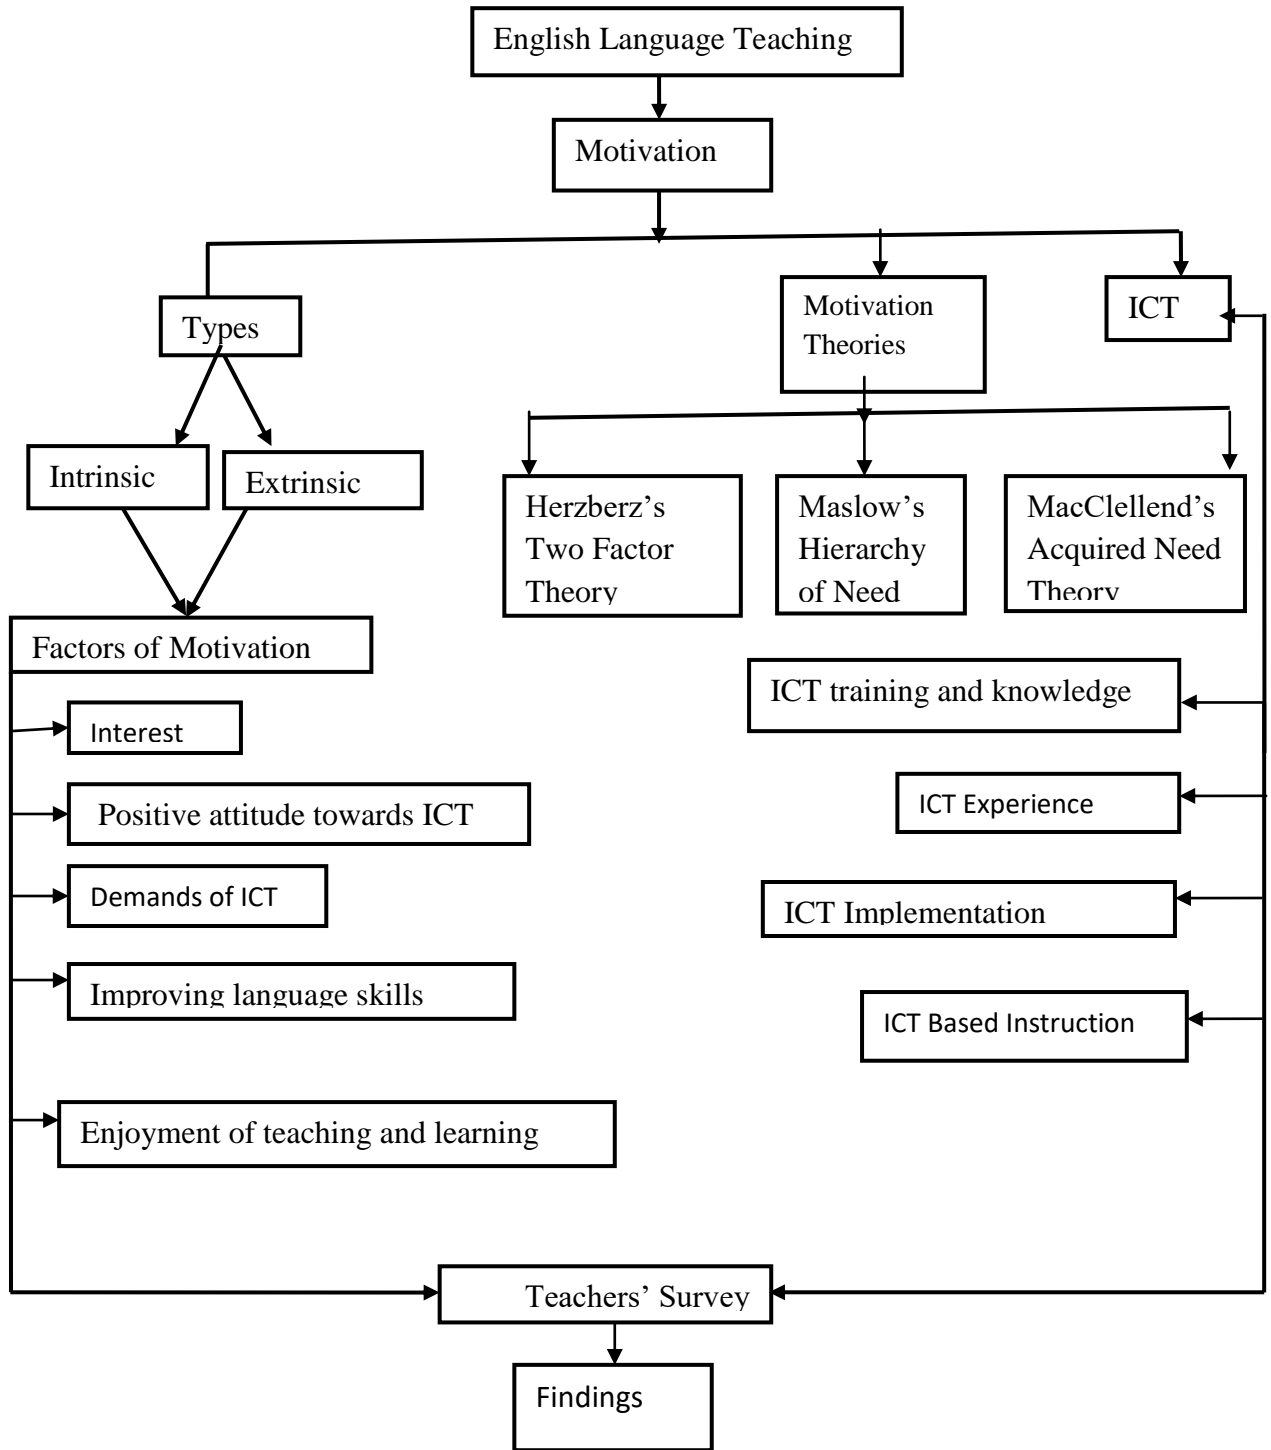 English Language Teaching
Motivation
Types
Motivation
Theories
ICT
Intrinsic
Extrinsic
Herzberz’s
Two Factor
Theory
Maslow’s
Hierarchy
of Need
MacClellend’s
Acquired Need
Theory
Factors of Motivation
Interest
Positive attitude towards ICT
Demands of ICT
Improving language skills
Enjoyment of teaching and learning
ICT training and knowledge
ICT Experience
ICT Implementation
ICT Based Instruction
Teachers’ Survey
Findings